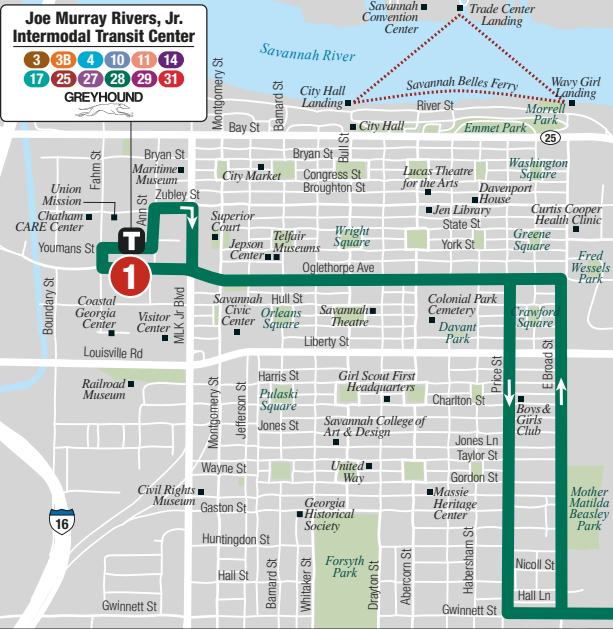 Joe Murray Rivers, Jr.
Intermodal Transit Center
3 3B 4 10 11 14
17 25 27 28 29 31
GREYHOUND
Savannah
Convention
Center
Trade Center
Landing
Savannah River
City Hall
Landing
Savannah Belles Ferry
Wavy Girl
Landing
River St
Morrell
Park
Montgomery St
Barnard St
Bull St
Bay St
City Hall
Emmet Park
25
Fahm St
Bryan St
Maritime
Museum
Bryan St
City Market
Congress St
Broughton St
Lucas Theatre
for the Arts
Washington
Square
Davenport
House
Union
Mission
Ann St
Zubley St
Chatham
CARE Center
Superior
Court
Jen Library
Curtis Cooper
Health Clinic
State St
Youmans St
T
Jepson
Center
Telfair
Museums
Wright
Square
York St
Greene
Square
1
Oglethorpe Ave
Fred
Wessels
Park
Boundary St
Coastal
Georgia
Center
Visitor
Center
MLK Jr Blvd
Savannah
Civic
Center
Hull St
Orleans
Square
Savannah
Theatre
Colonial Park
Cemetery
Davant
Park
Crawford
Square
Liberty St
Louisville Rd
Price St
E Broad St
Railroad
Museum
Montgomery St
Jefferson St
Harris St
Pulaski
Square
Girl Scout First
Headquarters
Charlton St
Boys &
Girls
Club
Jones St
Savannah College of
Art & Design
Jones Ln
Taylor St
Wayne St
United
Way
Gordon St
Civil Rights
Museum
Gaston St
Georgia
Historical
Society
Massie
Heritage
Center
Mother
Matilda
Beasley
Park
16
Huntingdon St
Forsyth
Park
Hall St
Barnard St
Whitaker St
Drayton St
Abercorn St
Habersham St
Nicoll St
Hall Ln
Gwinnett St
Gwinnett St